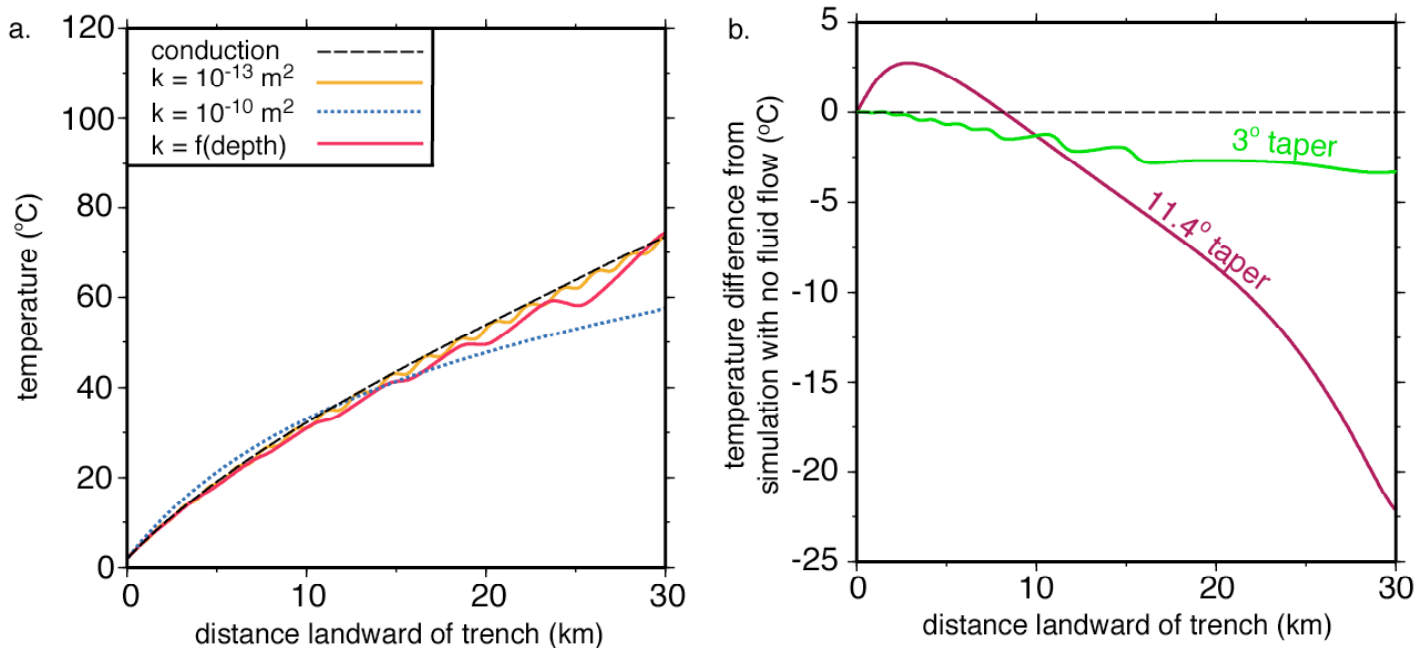 a.
120
100
80
60
40
20
0
temperature (°C)
conduction
k = 10⁻¹³ m²
k = 10⁻¹⁰ m²
k = f(depth)
0 10 20 30
distance landward of trench (km)
b.
5
0
-5
-10
-15
-20
-25
temperature difference from
simulation with no fluid flow (°C)
3° taper
11.4° taper
0 10 20 30
distance landward of trench (km)